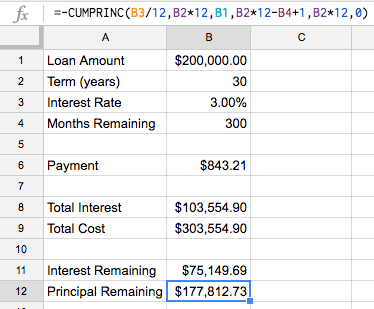 fx =-CUMPRINC(B3/12,B2*12,B1,B2*12-B4+1,B2*12,0)
A B C
1 Loan Amount $200,000.00
2 Term (years) 30
3 Interest Rate 3.00%
4 Months Remaining 300
5
6 Payment $843.21
7
8 Total Interest $103,554.90
9 Total Cost $303,554.90
10
11 Interest Remaining $75,149.69
12 Principal Remaining $177,812.73